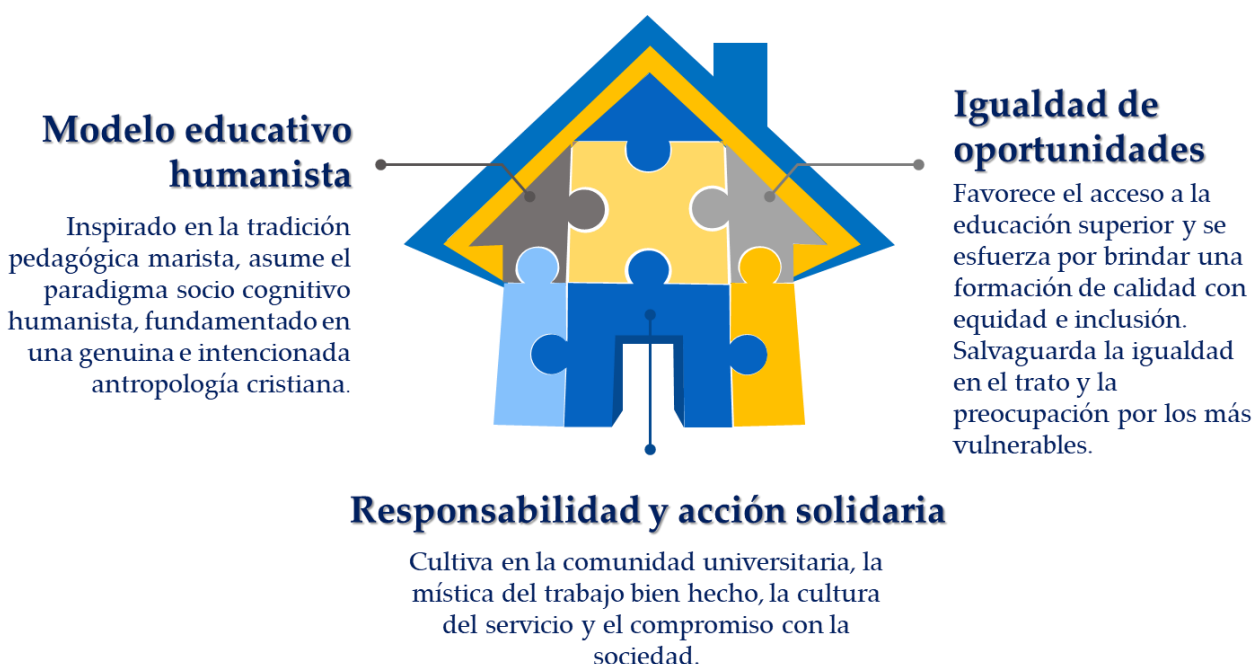 Modelo educativo
humanista
Inspirado en la tradición
pedagógica marista, asume el
paradigma socio cognitivo
humanista, fundamentado en
una genuina e intencionada
antropología cristiana.
Igualdad de
oportunidades
Favorece el acceso a la
educación superior y se
esfuerza por brindar una
formación de calidad con
equidad e inclusión.
Salvaguarda la igualdad
en el trato y la
preocupación por los más
vulnerables.
Responsabilidad y acción solidaria
Cultiva en la comunidad universitaria, la
mística del trabajo bien hecho, la cultura
del servicio y el compromiso con la
sociedad.